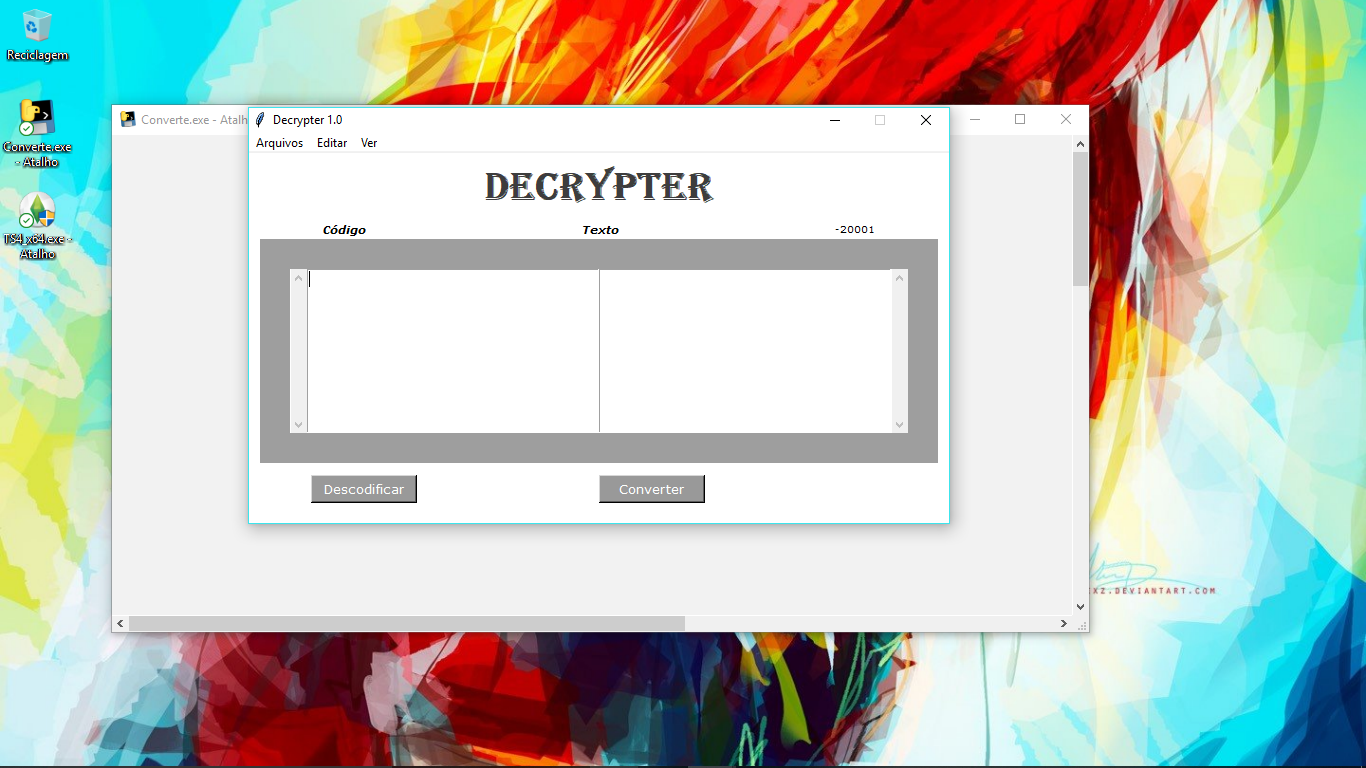 Reciclagem
Converte.exe
- Atalho
TS4_x64.exe -
Atalho
Converte.exe - Atalh
Decrypter 1.0
Arquivos Editar Ver
DECRYPTER
Código Texto -20001
Descodificar Converter
XZ.DEVIANTART.COM